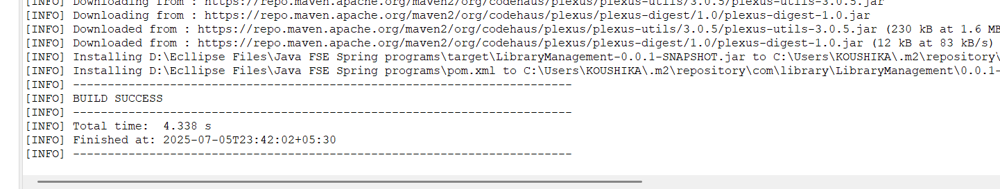 [INFO] Downloading from : https://repo.maven.apache.org/maven2/org/codehaus/plexus/plexus-utils/3.0.5/plexus-utils-3.0.5.jar
[INFO] Downloading from : https://repo.maven.apache.org/maven2/org/codehaus/plexus/plexus-digest/1.0/plexus-digest-1.0.jar
[INFO] Downloaded from : https://repo.maven.apache.org/maven2/org/codehaus/plexus/plexus-utils/3.0.5/plexus-utils-3.0.5.jar (230 kB at 1.6 MB
[INFO] Downloaded from : https://repo.maven.apache.org/maven2/org/codehaus/plexus/plexus-digest/1.0/plexus-digest-1.0.jar (12 kB at 83 kB/s)
[INFO] Installing D:\Ecllipse Files\Java FSE Spring programs\target\LibraryManagement-0.0.1-SNAPSHOT.jar to C:\Users\KOUSHIKA\.m2\repository\
[INFO] Installing D:\Ecllipse Files\Java FSE Spring programs\pom.xml to C:\Users\KOUSHIKA\.m2\repository\com\library\LibraryManagement\0.0.1-
[INFO] ------------------------------------------------------------------------
[INFO] BUILD SUCCESS
[INFO] ------------------------------------------------------------------------
[INFO] Total time:  4.338 s
[INFO] Finished at: 2025-07-05T23:42:02+05:30
[INFO] ------------------------------------------------------------------------